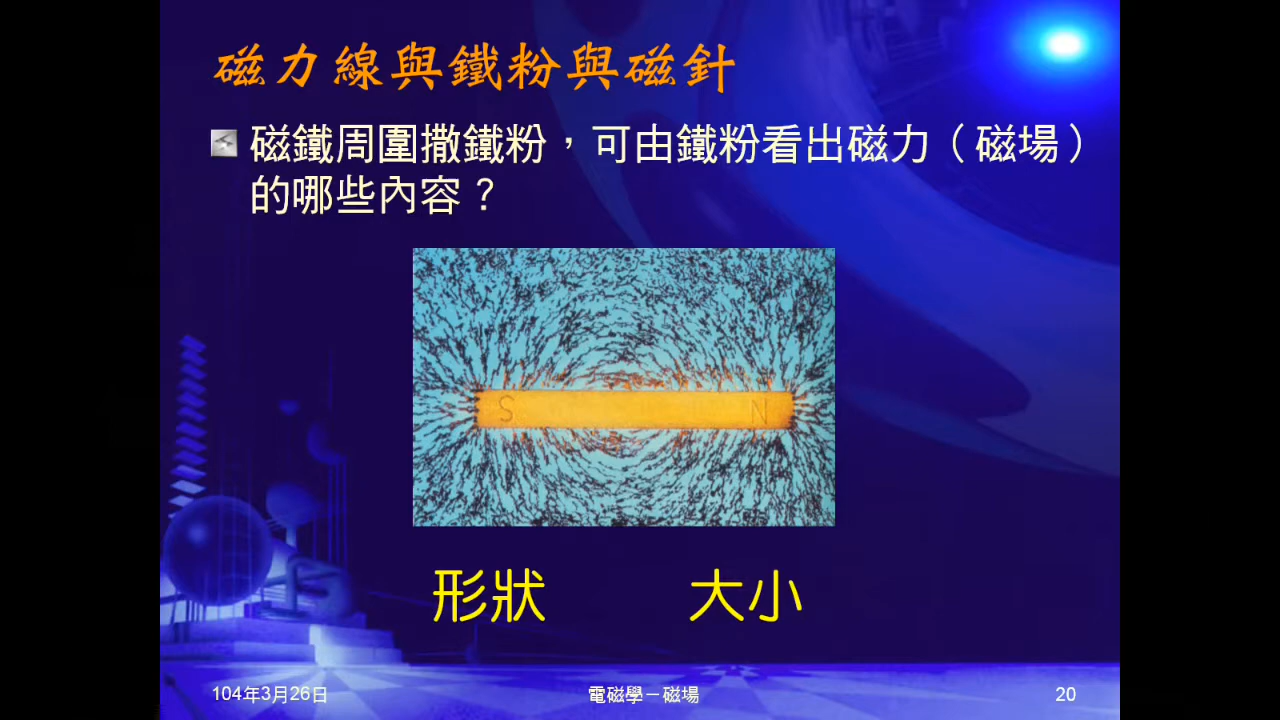 磁力線與鐵粉與磁針
磁鐵周圍撒鐵粉，可由鐵粉看出磁力（磁場）
的哪些內容？
S N
形狀 大小
104年3月26日 電磁學－磁場 20